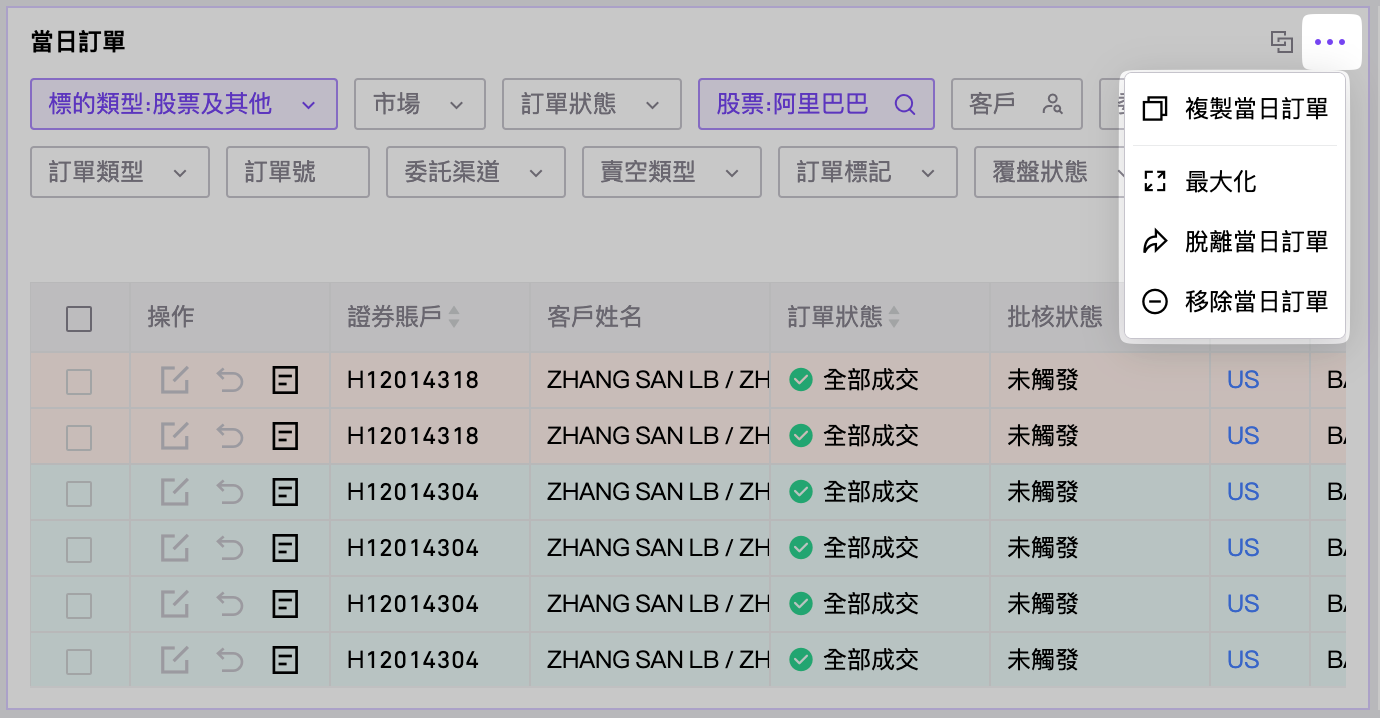 當日訂單
標的類型:股票及其他
市場
訂單狀態
股票:阿里巴巴
客戶
訂單類型
訂單號
委託渠道
賣空類型
訂單標記
覆盤狀態
複製當日訂單
最大化
脫離當日訂單
移除當日訂單
操作 證券賬戶 客戶姓名 訂單狀態 批核狀態
H12014318 ZHANG SAN LB / ZH 全部成交 未觸發 US BA
H12014318 ZHANG SAN LB / ZH 全部成交 未觸發 US BA
H12014304 ZHANG SAN LB / ZH 全部成交 未觸發 US BA
H12014304 ZHANG SAN LB / ZH 全部成交 未觸發 US BA
H12014304 ZHANG SAN LB / ZH 全部成交 未觸發 US BA
H12014304 ZHANG SAN LB / ZH 全部成交 未觸發 US BA